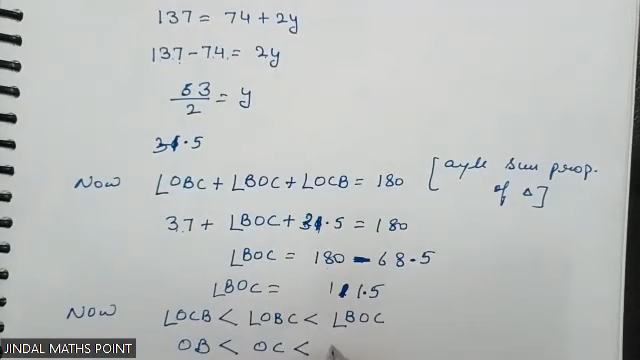 137 = 74 + 2y
137 - 74 = 2y
63/2 = y
31.5
Now ∠OBC + ∠BOC + ∠OCB = 180 [angle sum prop. of Δ]
37 + ∠BOC + 31.5 = 180
∠BOC = 180 - 68.5
∠BOC = 111.5
Now ∠OCB < ∠OBC < ∠BOC
OB < OC <
JINDAL MATHS POINT